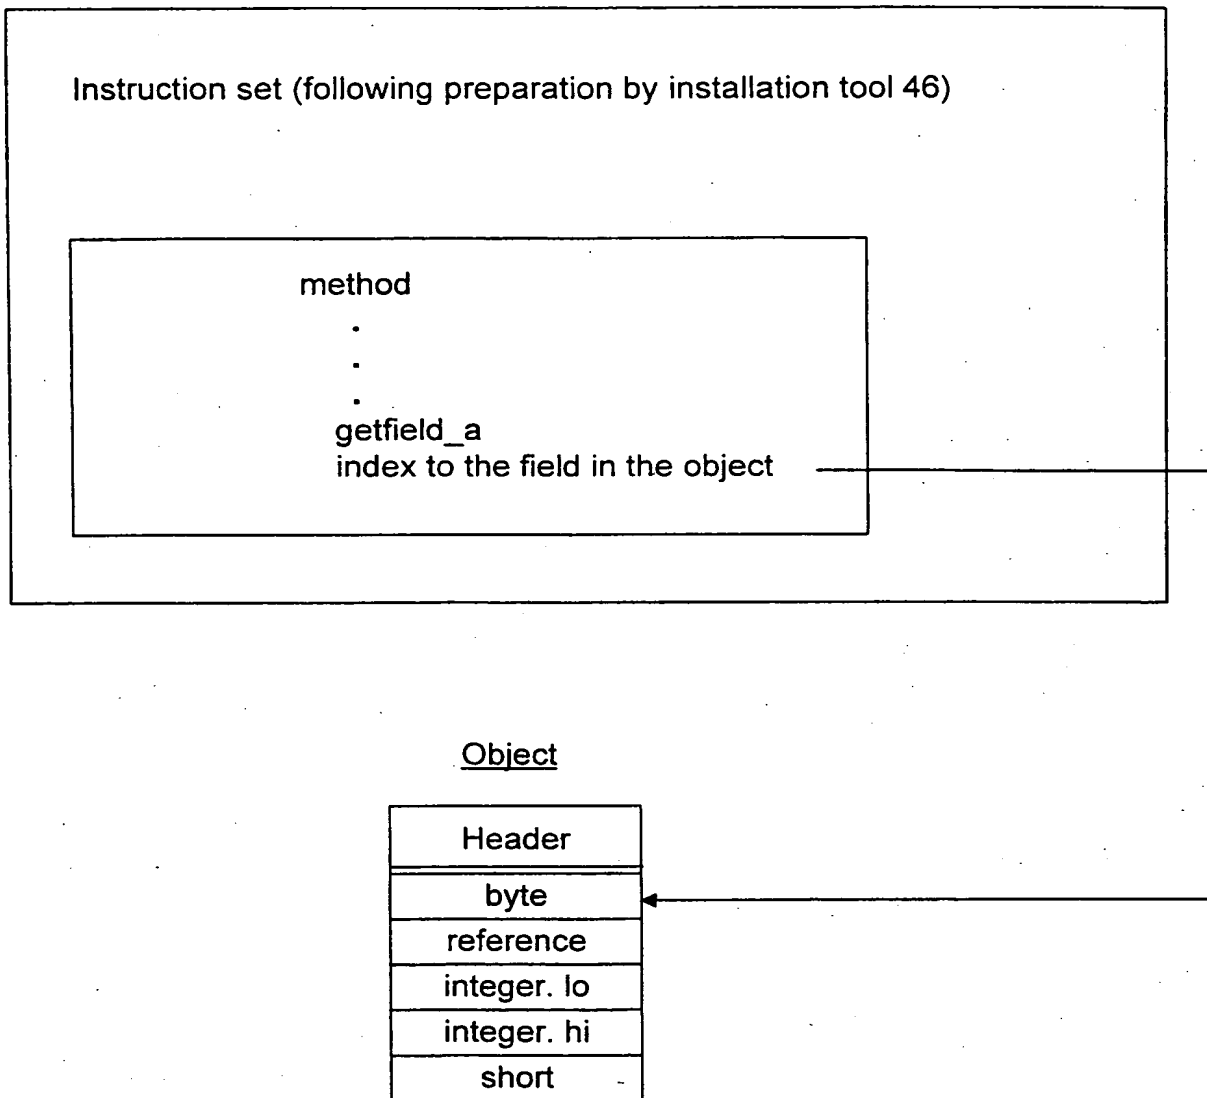 Instruction set (following preparation by installation tool 46)
method
.
.
.
getfield_a
index to the field in the object
Object
Header
byte
reference
integer. lo
integer. hi
short